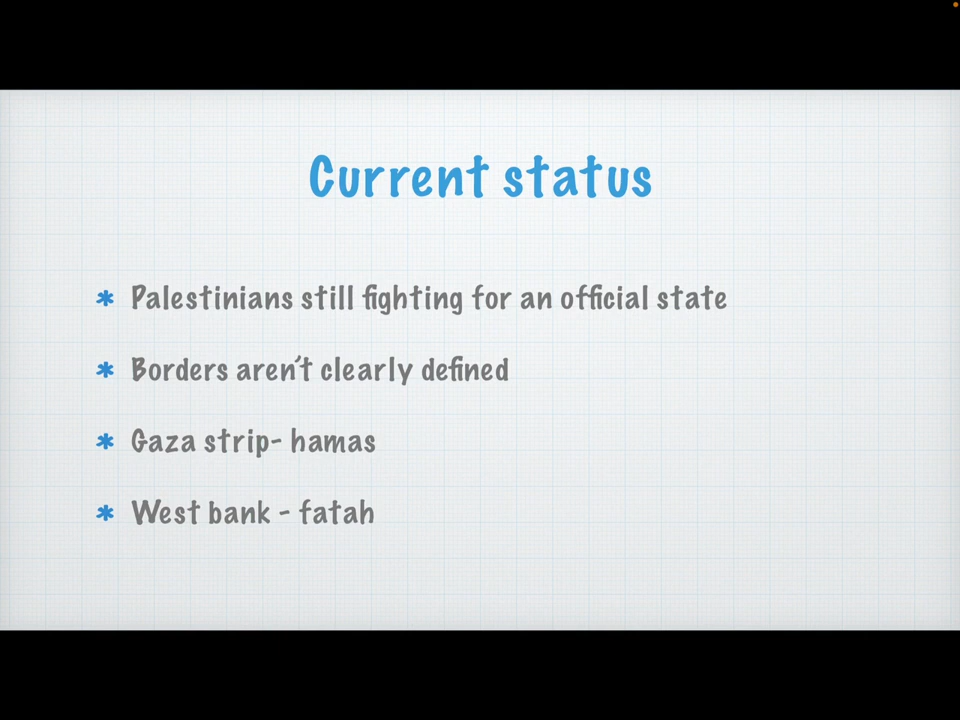 Current status
* Palestinians still fighting for an official state
* Borders aren't clearly defined
* Gaza strip- hamas
* West bank - fatah